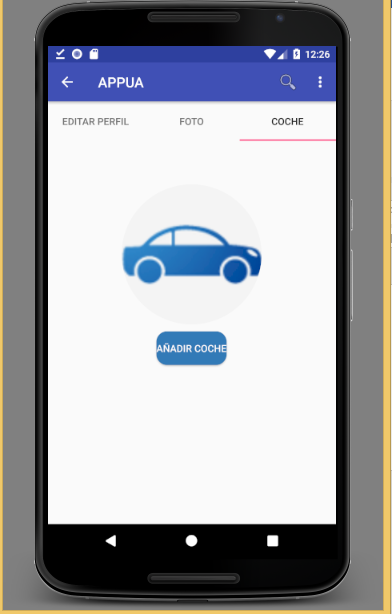 12:26
APPUA
EDITAR PERFIL
FOTO
COCHE
AÑADIR COCHE